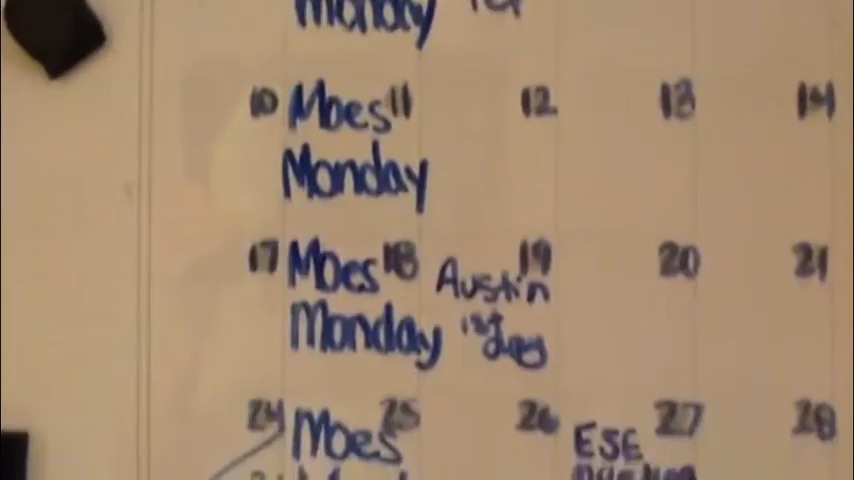 Monday 1st
10 Moes 11 12 13 14
Monday
17 Moes 18 Austin 19 20 21
Monday 1st day
24 Moes 25 26 ESE 27 28